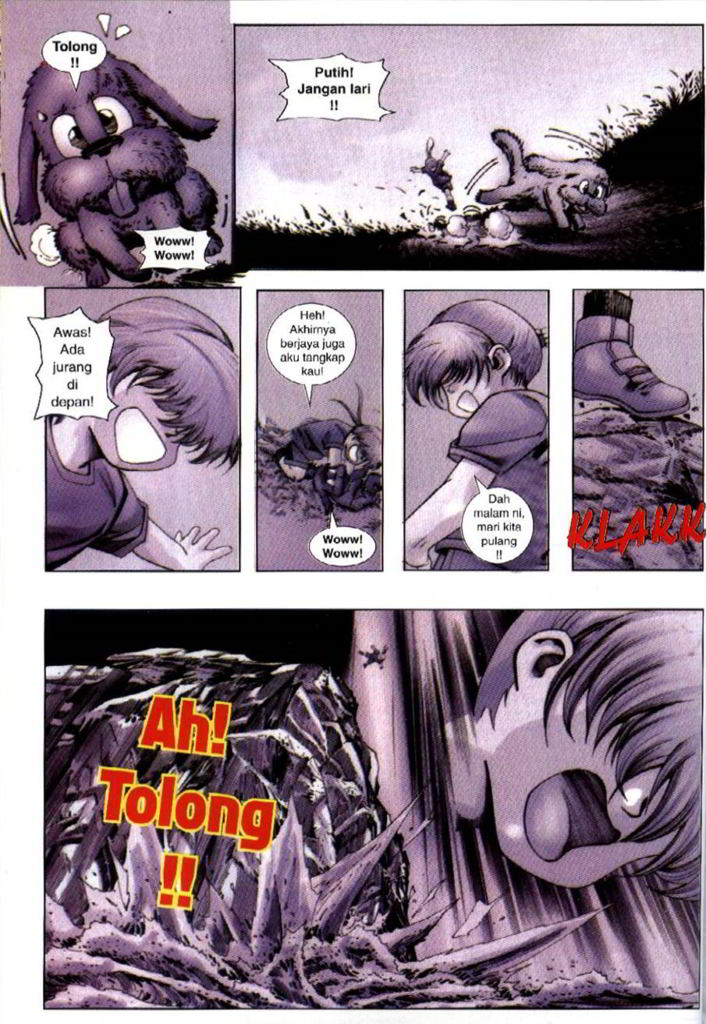 Tolong
!!
Woww!
Woww!
Putih!
Jangan lari
!!
Awas!
Ada
jurang
di
depan!
Heh!
Akhirnya
berjaya juga
aku tangkap
kau!
Woww!
Woww!
Dah
malam ni,
mari kita
pulang
!!
KLAKK
Ah!
Tolong
!!